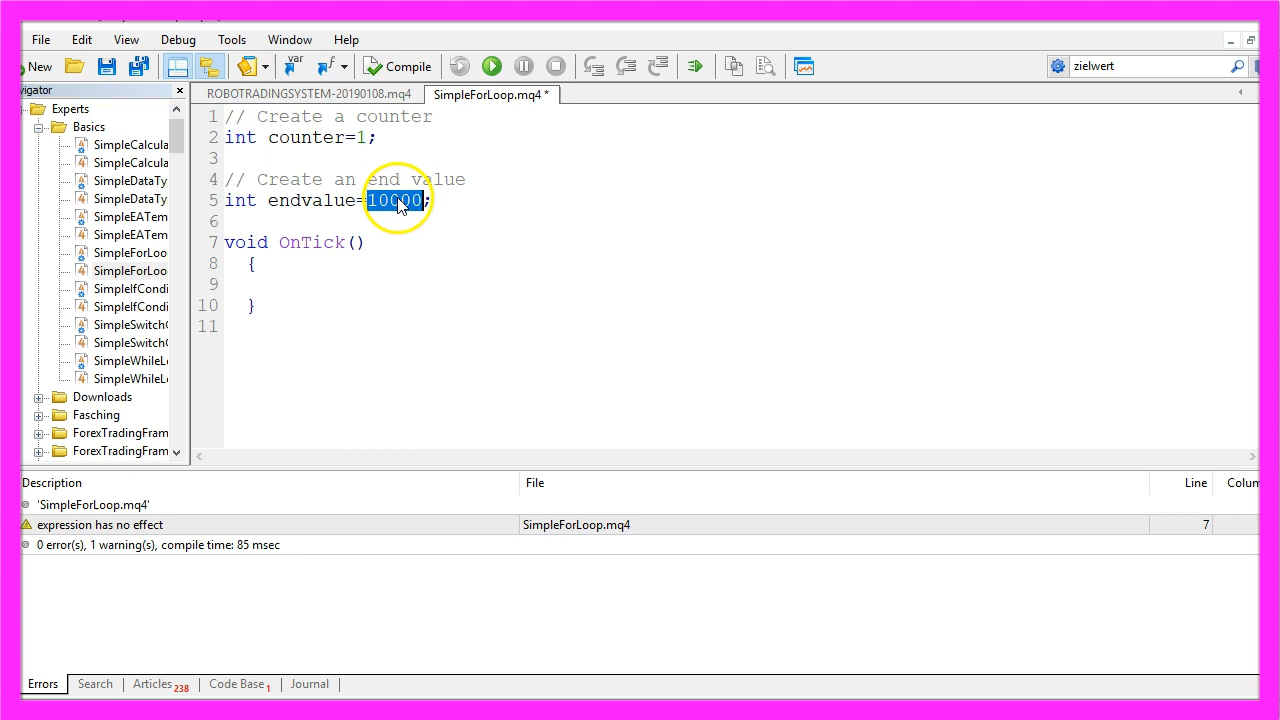 File Edit View Debug Tools Window Help
New Compile zielwert
vigator
ROBOTRADINGSYSTEM-20190108.mq4 SimpleForLoop.mq4 *
Experts
Basics
SimpleCalcula
SimpleCalcula
SimpleDataTy
SimpleDataTy
SimpleEATem
SimpleEATem
SimpleForLoo
SimpleForLoo
SimpleIfCondi
SimpleIfCondi
SimpleSwitchC
SimpleSwitchC
SimpleWhileL
SimpleWhileL
Downloads
Fasching
ForexTradingFram
ForexTradingFram
1 // Create a counter
2 int counter=1;
3
4 // Create an end value
5 int endvalue=10000;
6
7 void OnTick()
8 {
9
10 }
11
Description File Line Colum
'SimpleForLoop.mq4'
expression has no effect SimpleForLoop.mq4 7
0 error(s), 1 warning(s), compile time: 85 msec
Errors Search Articles 238 Code Base 1 Journal